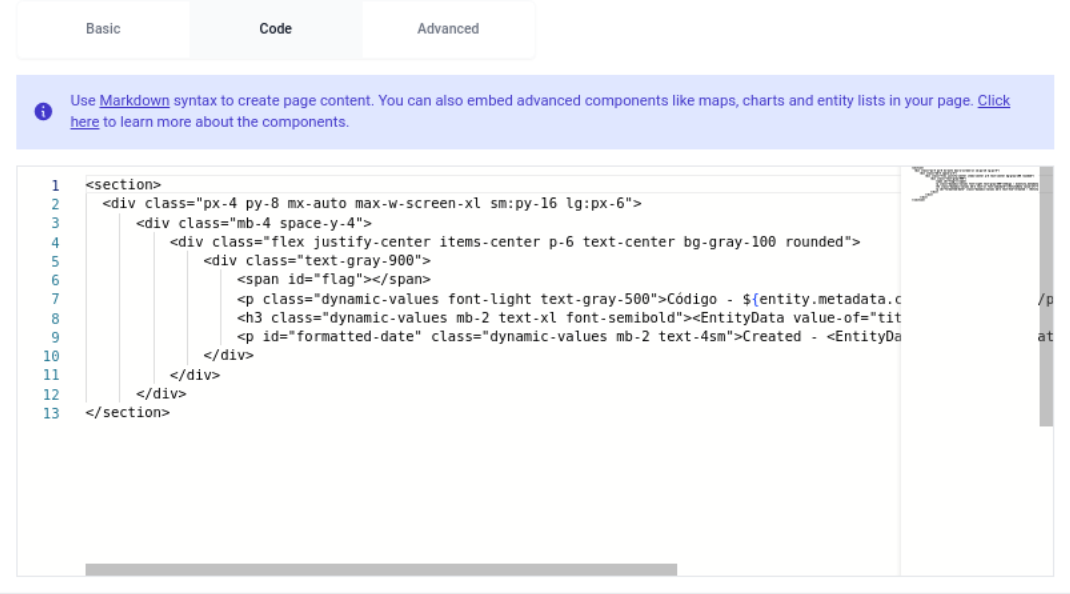 Basic Code Advanced
Use Markdown syntax to create page content. You can also embed advanced components like maps, charts and entity lists in your page. Click
here to learn more about the components.
1 <section>
2 <div class="px-4 py-8 mx-auto max-w-screen-xl sm:py-16 lg:px-6">
3 <div class="mb-4 space-y-4">
4 <div class="flex justify-center items-center p-6 text-center bg-gray-100 rounded">
5 <div class="text-gray-900">
6 <span id="flag"></span>
7 <p class="dynamic-values font-light text-gray-500">Código - ${entity.metadata.c /p
8 <h3 class="dynamic-values mb-2 text-xl font-semibold"><EntityData value-of="tit
9 <p id="formatted-date" class="dynamic-values mb-2 text-4sm">Created - <EntityDa at
10 </div>
11 </div>
12 </div>
13 </section>